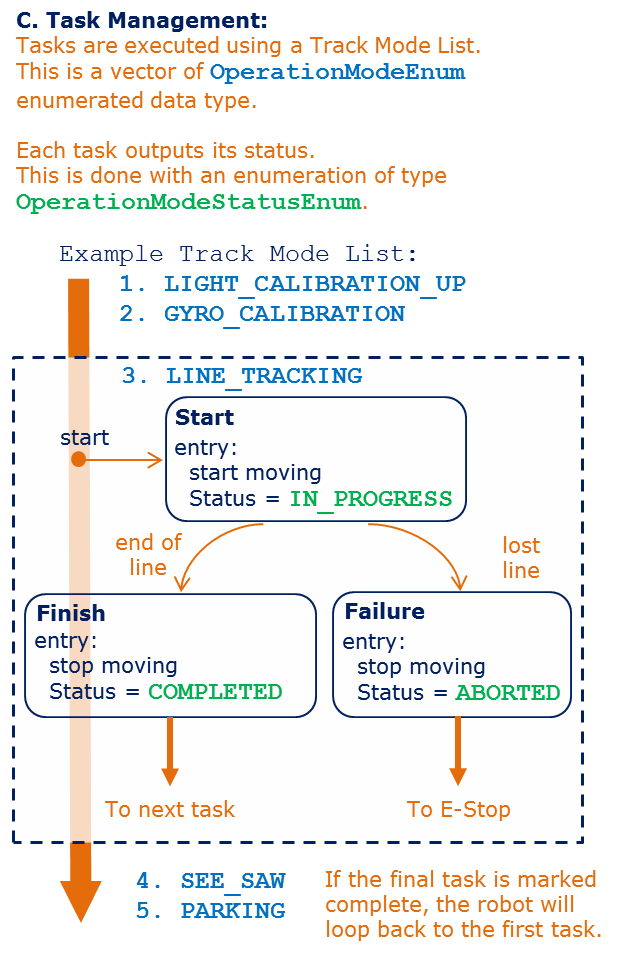 C. Task Management:
Tasks are executed using a Track Mode List.
This is a vector of OperationModeEnum
enumerated data type.
Each task outputs its status.
This is done with an enumeration of type
OperationModeStatusEnum.
Example Track Mode List:
1. LIGHT_CALIBRATION_UP
2. GYRO_CALIBRATION
3. LINE_TRACKING
start
Start
entry:
start moving
Status = IN_PROGRESS
end of
line
lost
line
Finish
entry:
stop moving
Status = COMPLETED
Failure
entry:
stop moving
Status = ABORTED
To next task
To E-Stop
4. SEE_SAW
5. PARKING
If the final task is marked
complete, the robot will
loop back to the first task.